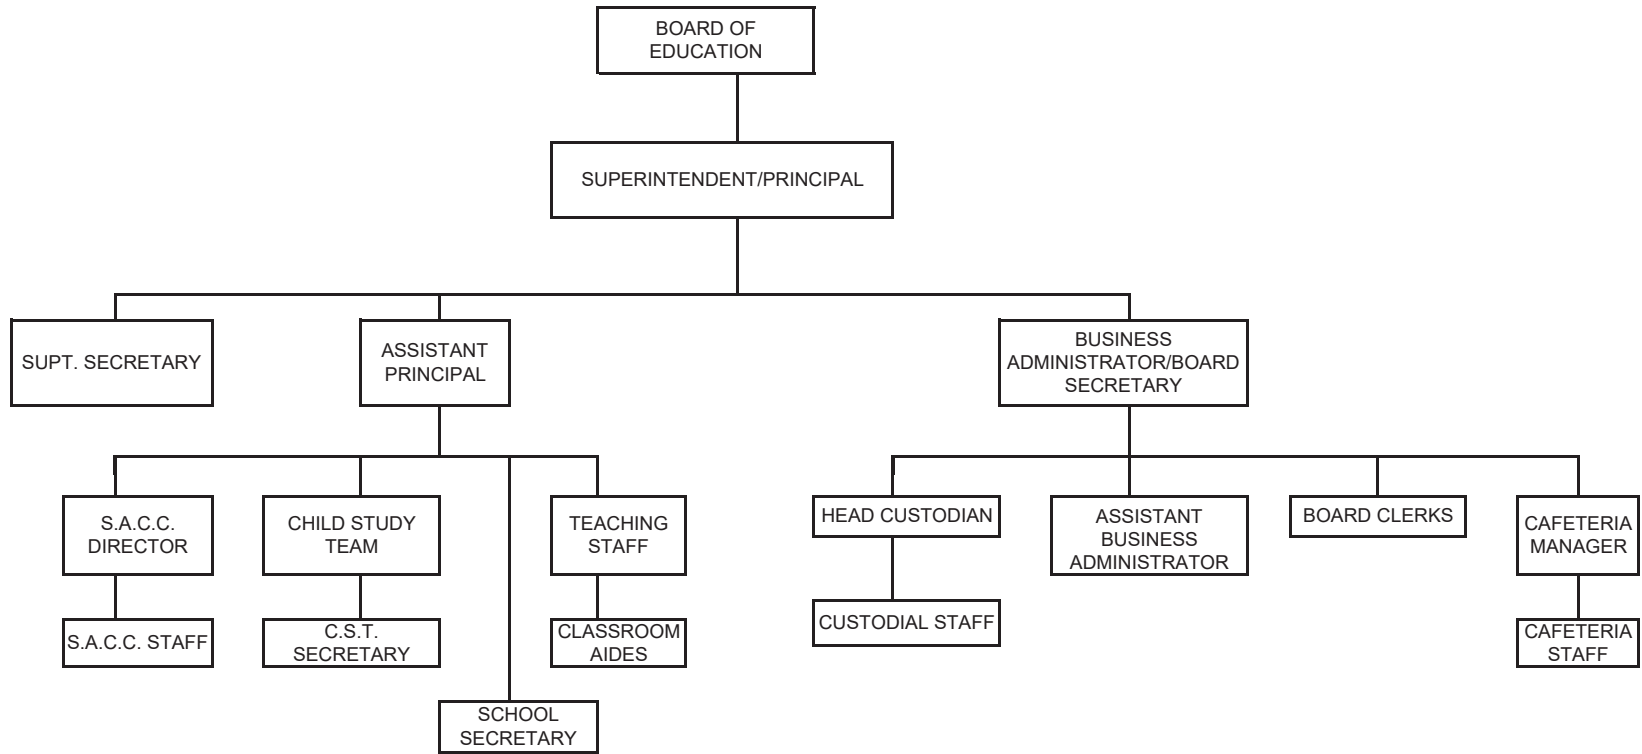 BOARD OF
EDUCATION
SUPERINTENDENT/PRINCIPAL
SUPT. SECRETARY
ASSISTANT
PRINCIPAL
BUSINESS
ADMINISTRATOR/BOARD
SECRETARY
S.A.C.C.
DIRECTOR
CHILD STUDY
TEAM
TEACHING
STAFF
HEAD CUSTODIAN
ASSISTANT
BUSINESS
ADMINISTRATOR
BOARD CLERKS
CAFETERIA
MANAGER
S.A.C.C. STAFF
C.S.T.
SECRETARY
CLASSROOM
AIDES
CUSTODIAL STAFF
CAFETERIA
STAFF
SCHOOL
SECRETARY